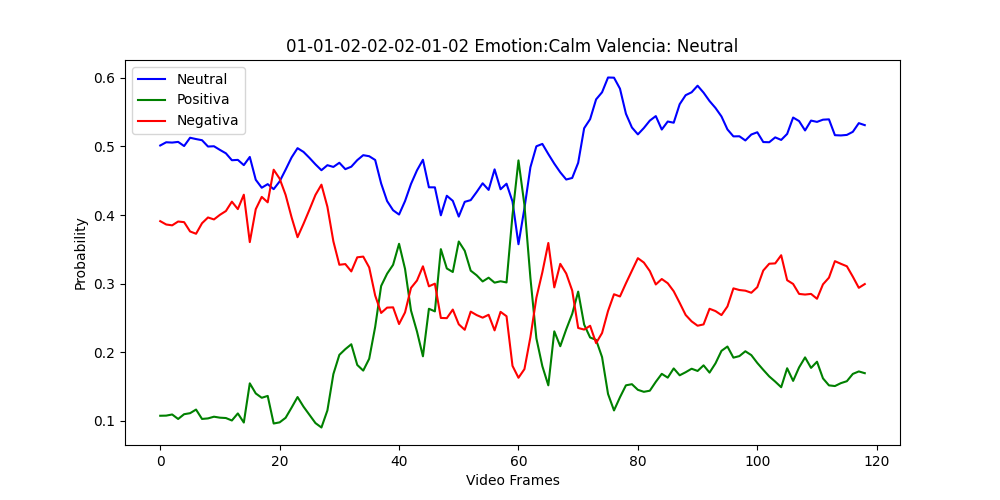 01-01-02-02-02-01-02 Emotion:Calm Valencia: Neutral
Neutral
Positiva
Negativa
0.6
0.5
0.4
0.3
0.2
0.1
Probability
0 20 40 60 80 100 120
Video Frames